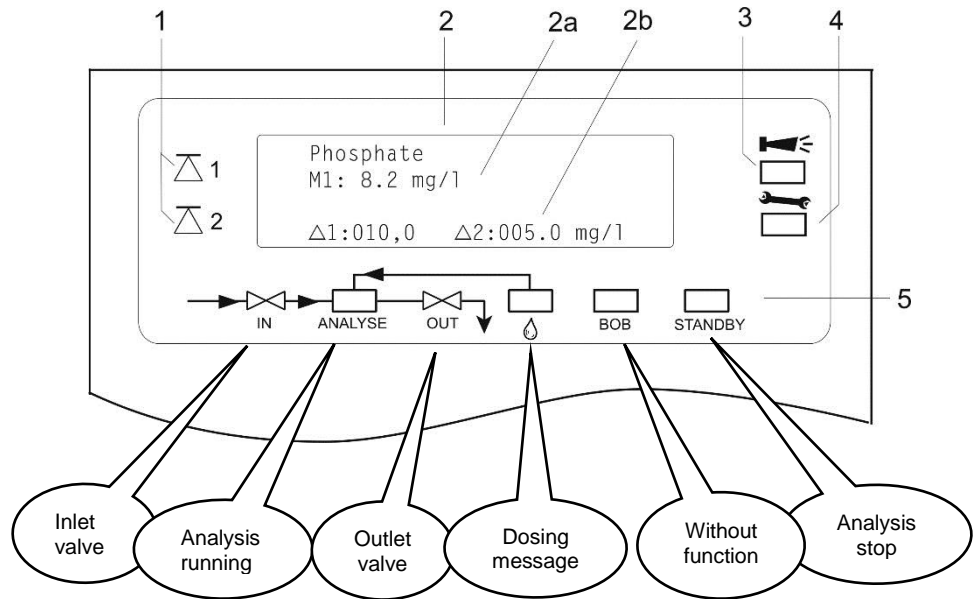 1
2
2a
2b
3
4
Phosphate
M1: 8.2 mg/l
△1:010,0 △2:005.0 mg/l
1
2
5
IN
ANALYSE
OUT
BOB
STANDBY
Inlet
valve
Analysis
running
Outlet
valve
Dosing
message
Without
function
Analysis
stop